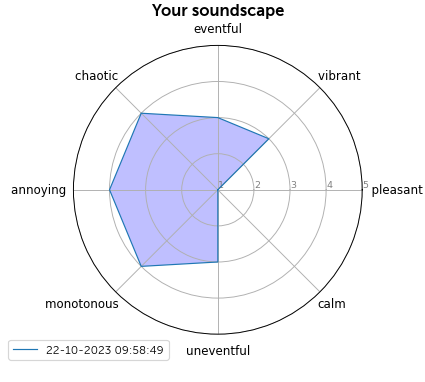 Your soundscape
eventful
chaotic
vibrant
annoying
1
2
3
4
5
pleasant
monotonous
calm
22-10-2023 09:58:49
uneventful